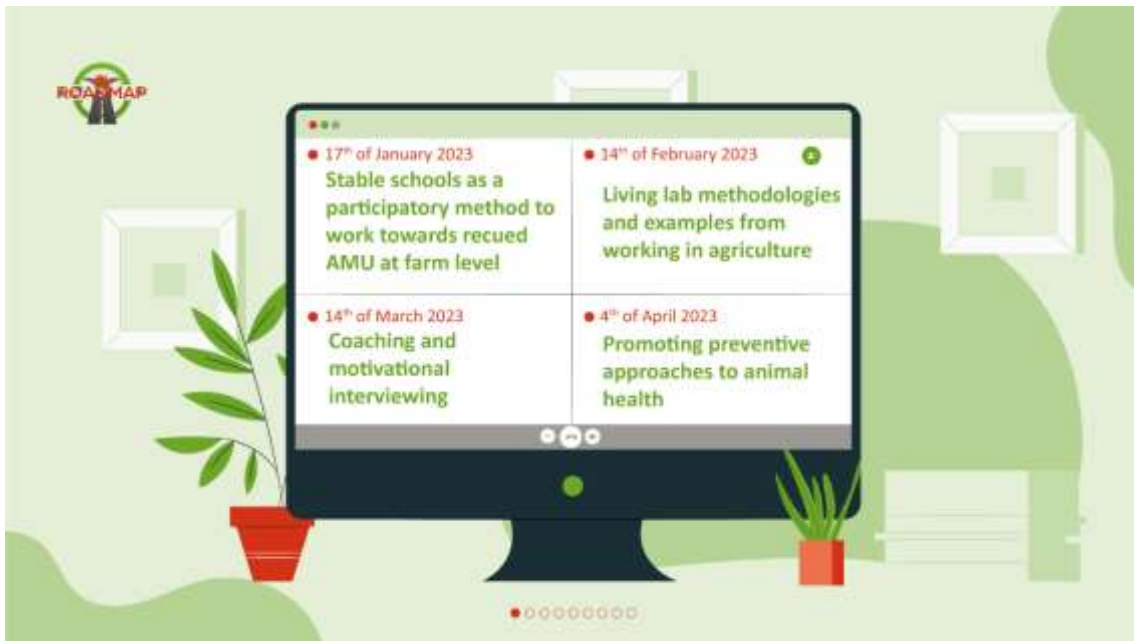 ROADMAP
17th of January 2023
Stable schools as a
participatory method to
work towards recued
AMU at farm level
14th of February 2023
Living lab methodologies
and examples from
working in agriculture
14th of March 2023
Coaching and
motivational
interviewing
4th of April 2023
Promoting preventive
approaches to animal
health